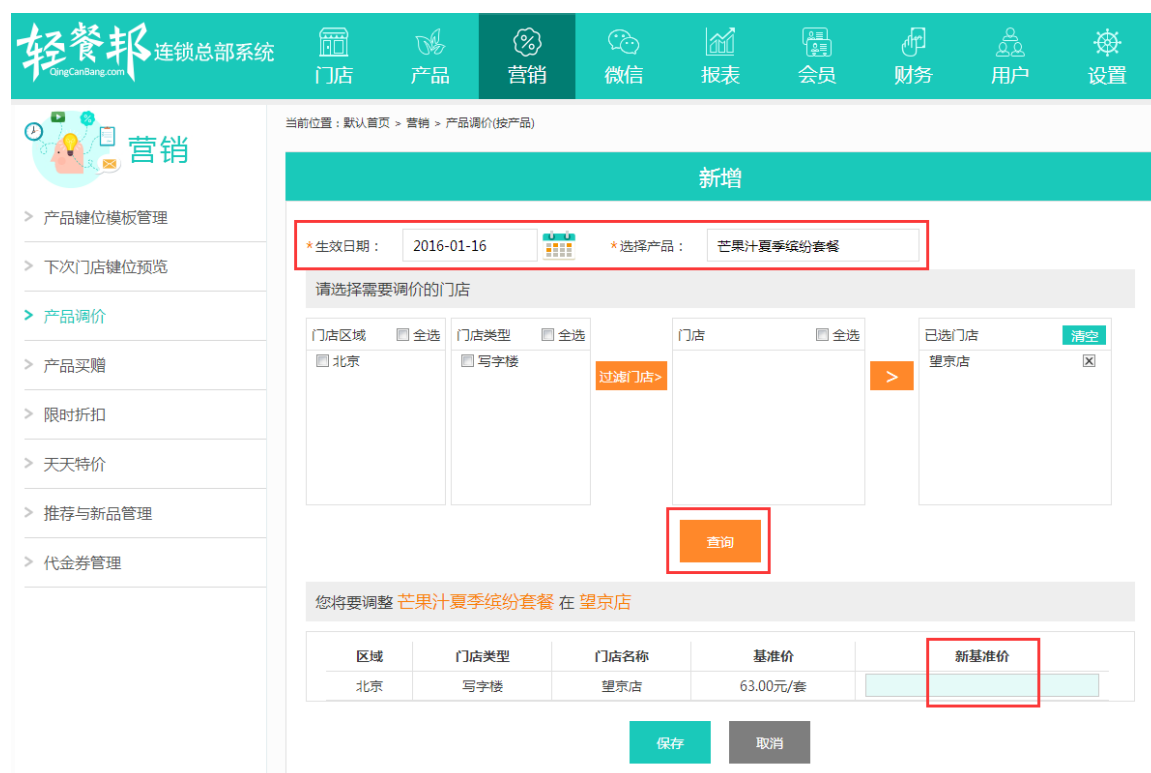 轻餐邦 连锁总部系统
QingCanBang.com
门店 产品 营销 微信 报表 会员 财务 用户 设置
营销
> 产品键位模板管理
> 下次门店键位预览
> 产品调价
> 产品买赠
> 限时折扣
> 天天特价
> 推荐与新品管理
> 代金券管理
当前位置：默认首页 > 营销 > 产品调价(按产品)
新增
*生效日期： 2016-01-16 *选择产品： 芒果汁夏季缤纷套餐
请选择需要调价的门店
门店区域 全选 门店类型 全选 门店 全选 已选门店 清空
北京 写字楼 望京店
过滤门店> >
查询
您将要调整 芒果汁夏季缤纷套餐 在 望京店
区域 门店类型 门店名称 基准价 新基准价
北京 写字楼 望京店 63.00元/套
保存 取消